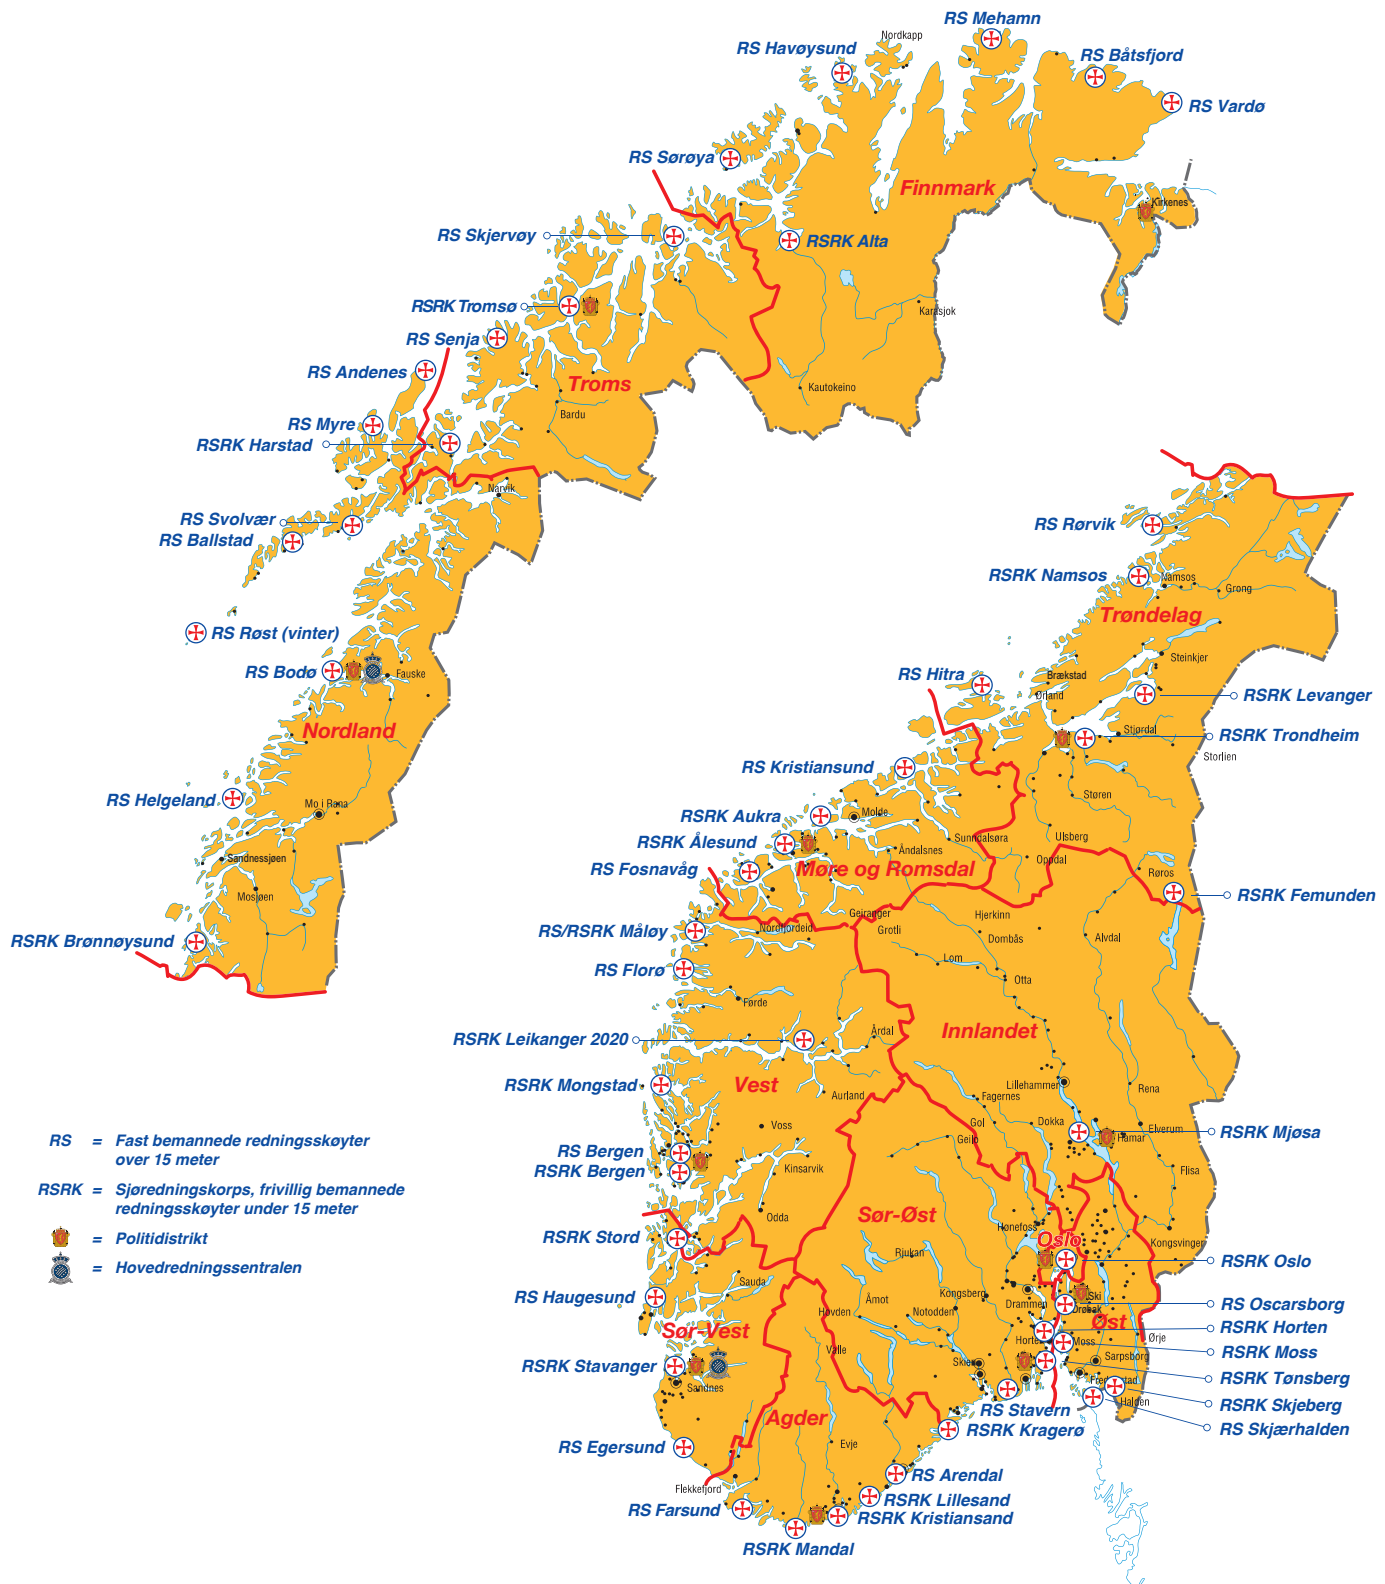 RS Mehamn
Nordkapp
RS Havøysund
RS Båtsfjord
RS Vardø
RS Sørøya
Finnmark
Kirkenes
RS Skjervøy
RSRK Alta
RSRK Tromsø
Karasjok
RS Senja
RS Andenes
Troms
Kautokeino
Bardu
RS Myre
RSRK Harstad
Narvik
RS Svolvær
RS Ballstad
RS Rørvik
RSRK Namsos
Namsos
Grong
Trøndelag
RS Røst (vinter)
Steinkjer
RS Bodø
Fauske
RS Hitra
Brækstad
Ørland
RSRK Levanger
Nordland
Stjørdal
RSRK Trondheim
Storlien
RS Kristiansund
RS Helgeland
Mo i Rana
Støren
RSRK Aukra
Molde
RSRK Ålesund
Sunndalsøra
Ulsberg
Åndalsnes
Oppdal
Sandnessjøen
RS Fosnavåg
Møre og Romsdal
Røros
Mosjøen
RSRK Femunden
Geiranger
Hjerkinn
RS/RSRK Måløy
Nordfjordeid
Grotli
Dombås
Alvdal
RSRK Brønnøysund
RS Florø
Lom
Otta
Førde
Årdal
Innlandet
RSRK Leikanger 2020
RSRK Mongstad
Vest
Lillehammer
Rena
Aurland
Fagernes
Voss
Gol
Dokka
Elverum
RSRK Mjøsa
Hamar
Geilo
RS = Fast bemannede redningsskøyter
over 15 meter
RS Bergen
RSRK Bergen
Kinsarvik
Flisa
RSRK = Sjøredningskorps, frivillig bemannede
redningsskøyter under 15 meter
Odda
Sør-Øst
Hønefoss
RSRK Stord
Oslo
Kongsvinger
= Politidistrikt
Rjukan
RSRK Oslo
= Hovedredningssentralen
Sauda
RS Haugesund
Åmot
Kongsberg
Ski
Hovden
Notodden
Drammen
Drøbak
RS Oscarsborg
Sør-Vest
Øst
RSRK Horten
Horten
Moss
Ørje
RSRK Moss
Valle
RSRK Stavanger
Skien
Sarpsborg
RSRK Tønsberg
Sandnes
Fredrikstad
RS Stavern
Halden
RSRK Skjeberg
Agder
RSRK Kragerø
RS Skjærhalden
RS Egersund
Evje
RS Arendal
Flekkefjord
RSRK Lillesand
RS Farsund
RSRK Kristiansand
RSRK Mandal